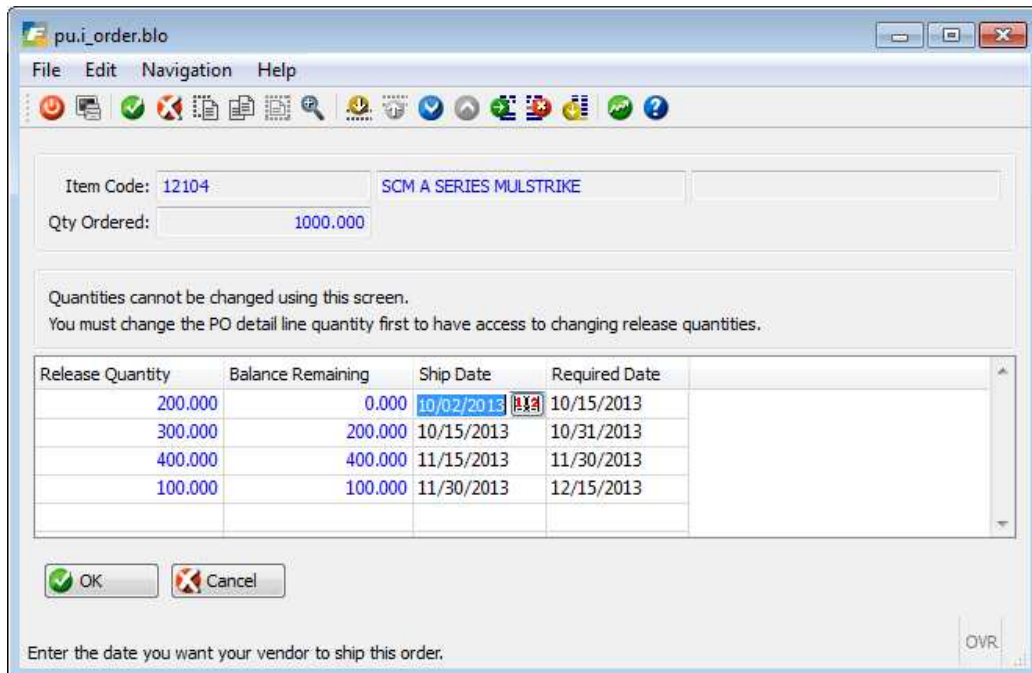 pu.i_order.blo
File Edit Navigation Help
Item Code: 12104 SCM A SERIES MULSTRIKE
Qty Ordered: 1000.000
Quantities cannot be changed using this screen.
You must change the PO detail line quantity first to have access to changing release quantities.
Release Quantity Balance Remaining Ship Date Required Date
200.000 0.000 10/02/2013 10/15/2013
300.000 200.000 10/15/2013 10/31/2013
400.000 400.000 11/15/2013 11/30/2013
100.000 100.000 11/30/2013 12/15/2013
OK Cancel
Enter the date you want your vendor to ship this order. OVR